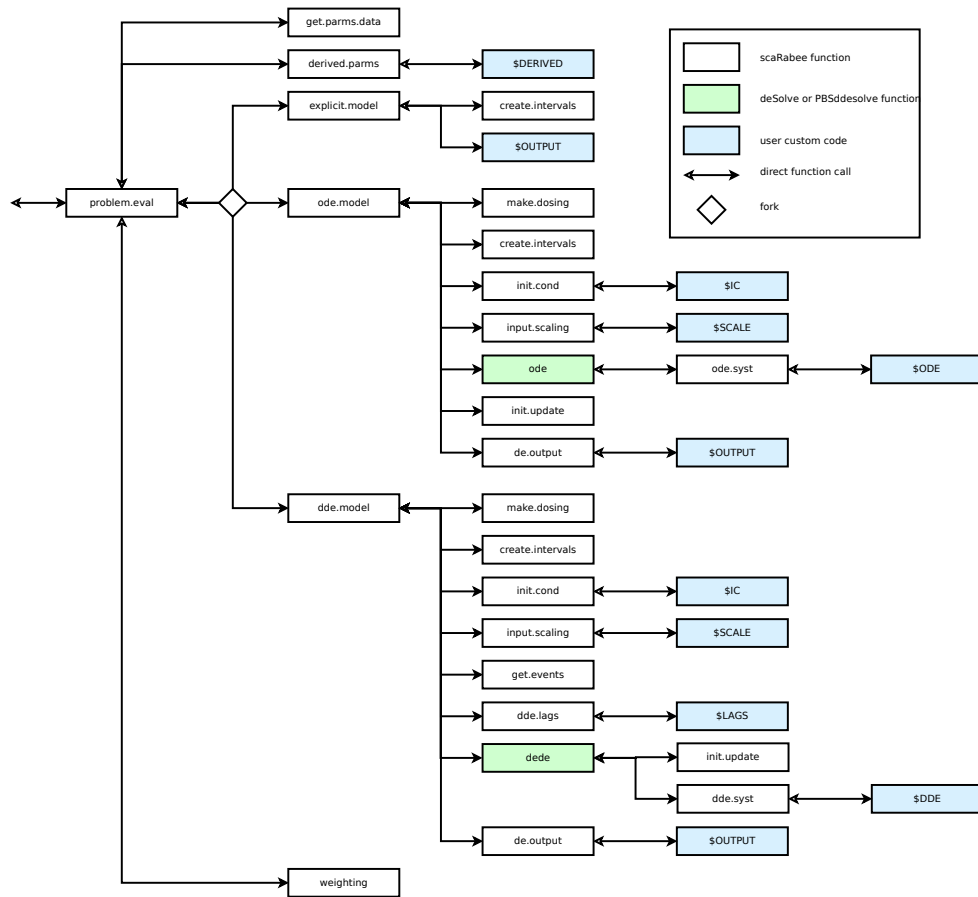 get.parms.data
derived.parms
$DERIVED
explicit.model
create.intervals
$OUTPUT
problem.eval
ode.model
make.dosing
create.intervals
init.cond
$IC
input.scaling
$SCALE
ode
ode.syst
$ODE
init.update
de.output
$OUTPUT
dde.model
make.dosing
create.intervals
init.cond
$IC
input.scaling
$SCALE
get.events
dde.lags
$LAGS
dede
init.update
dde.syst
$DDE
de.output
$OUTPUT
weighting
scaRabee function
deSolve or PBSddesolve function
user custom code
direct function call
fork